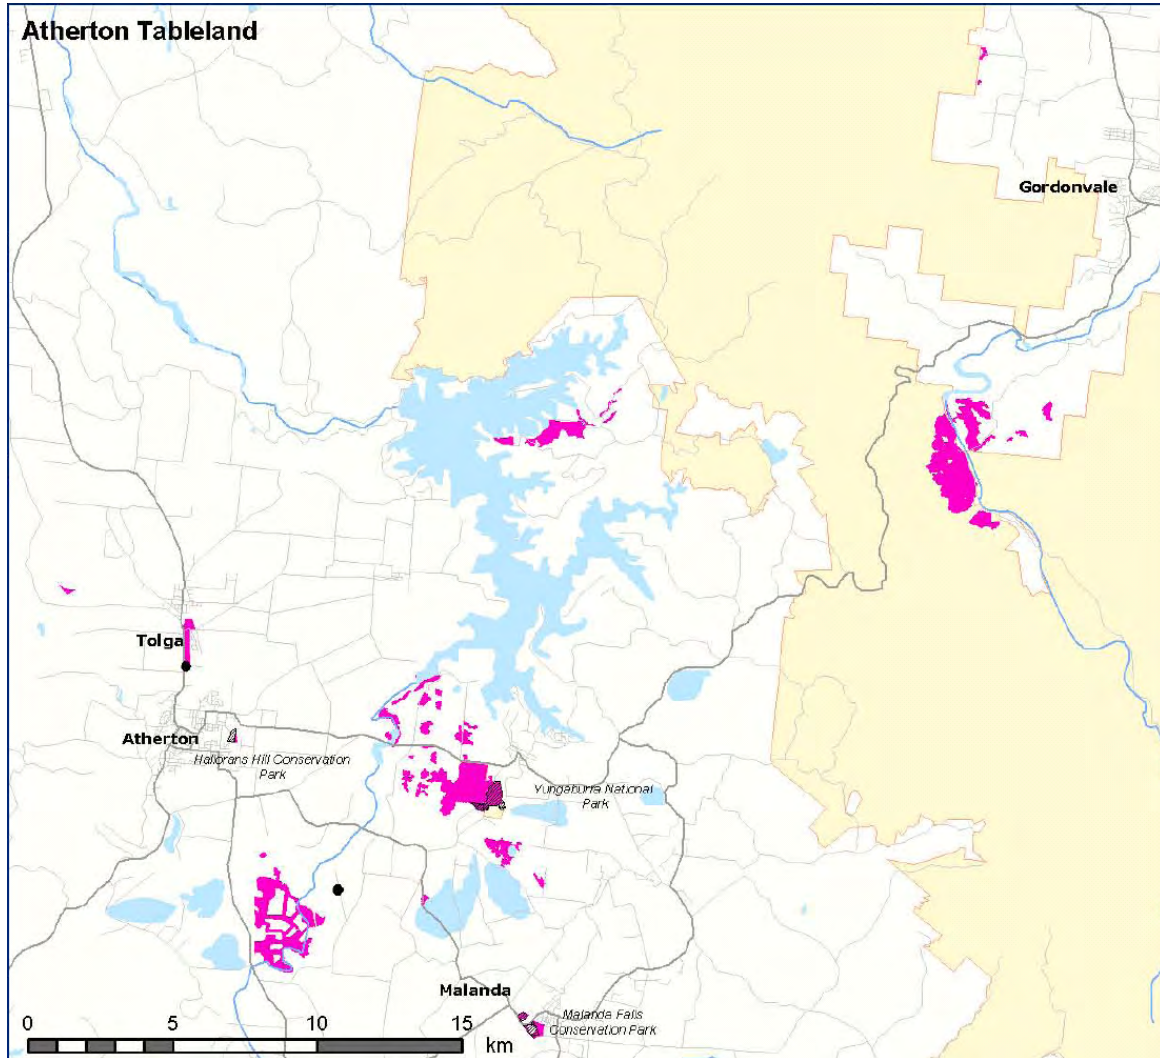 Atherton Tableland
Gordonvale
Tolga
Atherton
Hallorans Hill Conservation
Park
Yungaburra National
Park
Malanda
Malanda Falls
Conservation Park
0 5 10 15
km